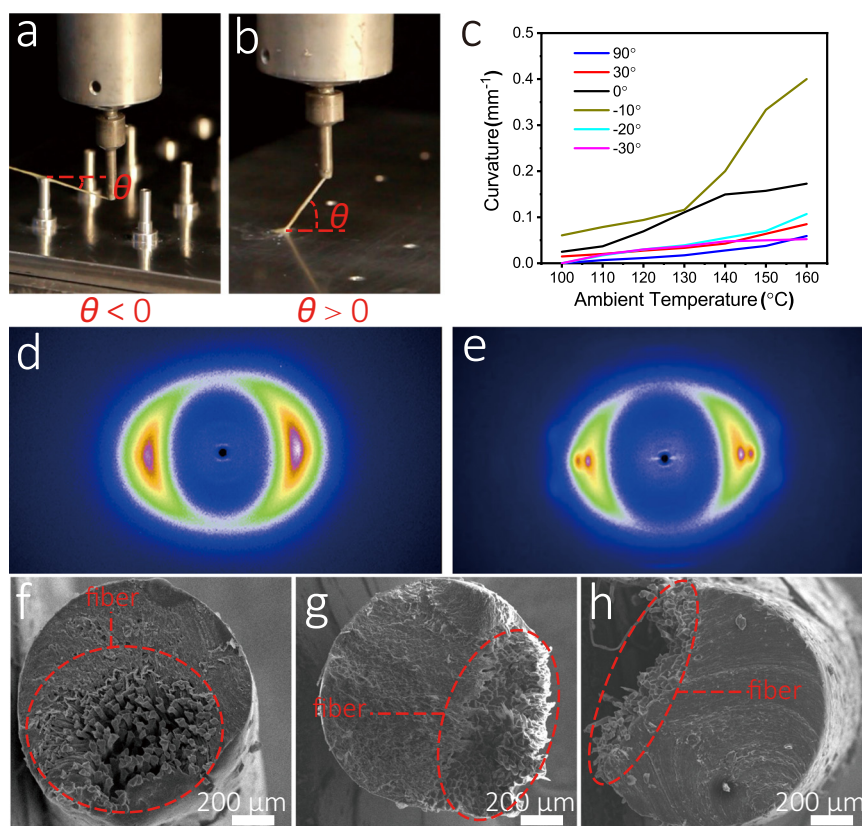 a
θ
θ < 0
b
θ
θ > 0
c
Curvature (mm⁻¹)
0.5
0.4
0.3
0.2
0.1
0.0
90°
30°
0°
-10°
-20°
-30°
100 110 120 130 140 150 160
Ambient Temperature (°C)
d
e
f
fiber
200 μm
g
fiber
200 μm
h
fiber
200 μm